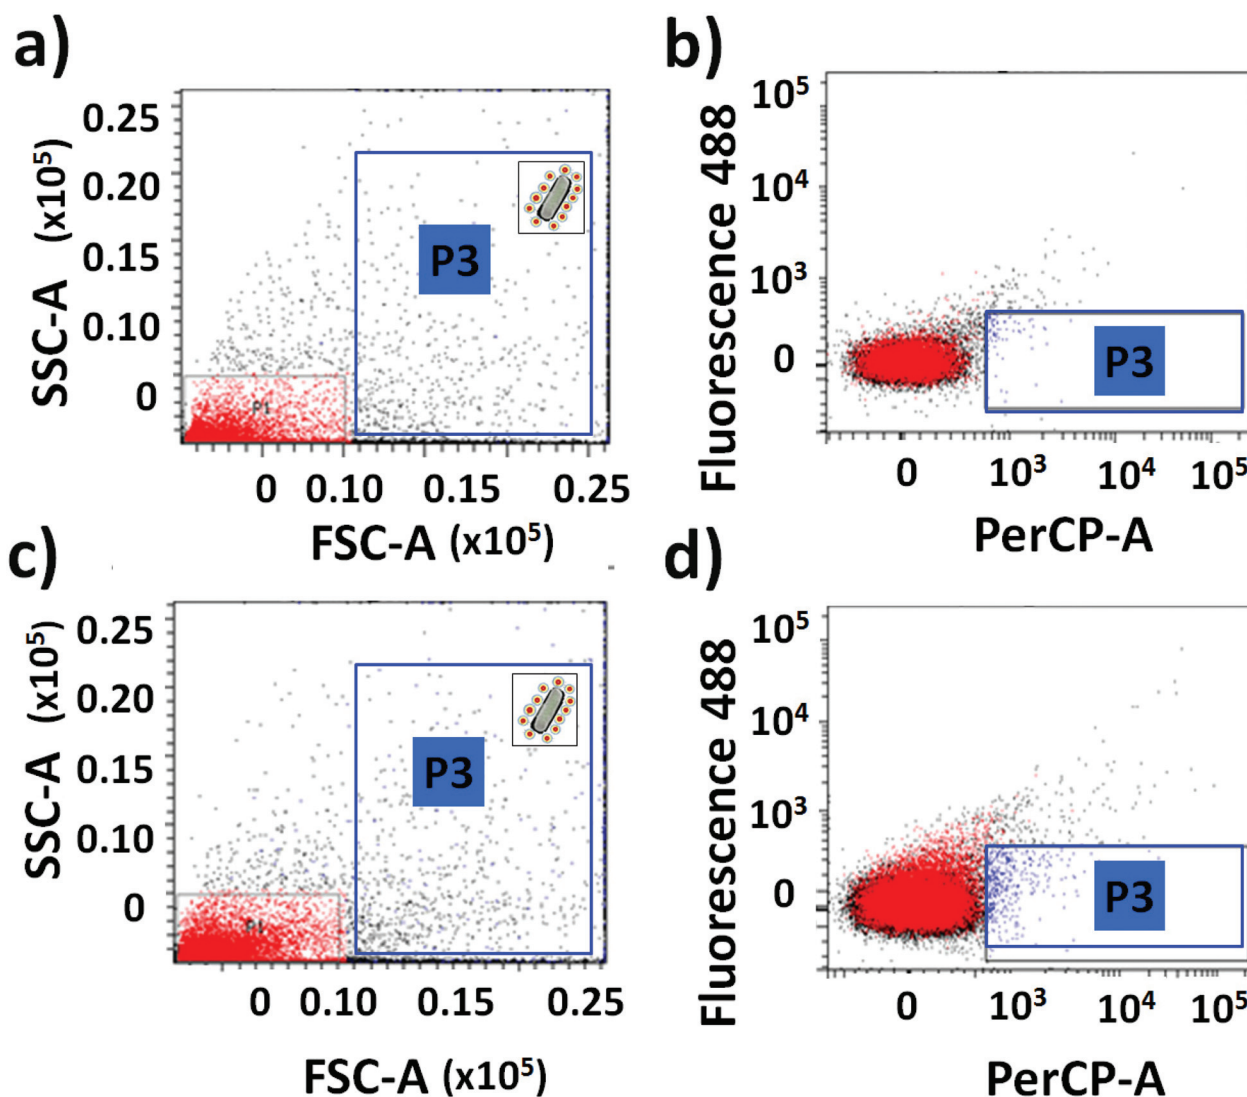 a)
SSC-A (x10⁵)
0.25
0.20
0.15
0.10
0
P3
P1
0 0.10 0.15 0.25
FSC-A (x10⁵)
b)
Fluorescence 488
10⁵
10⁴
10³
0
P3
0 10³ 10⁴ 10⁵
PerCP-A
c)
SSC-A (x10⁵)
0.25
0.20
0.15
0.10
0
P3
P1
0 0.10 0.15 0.25
FSC-A (x10⁵)
d)
Fluorescence 488
10⁵
10⁴
10³
0
P3
0 10³ 10⁴ 10⁵
PerCP-A